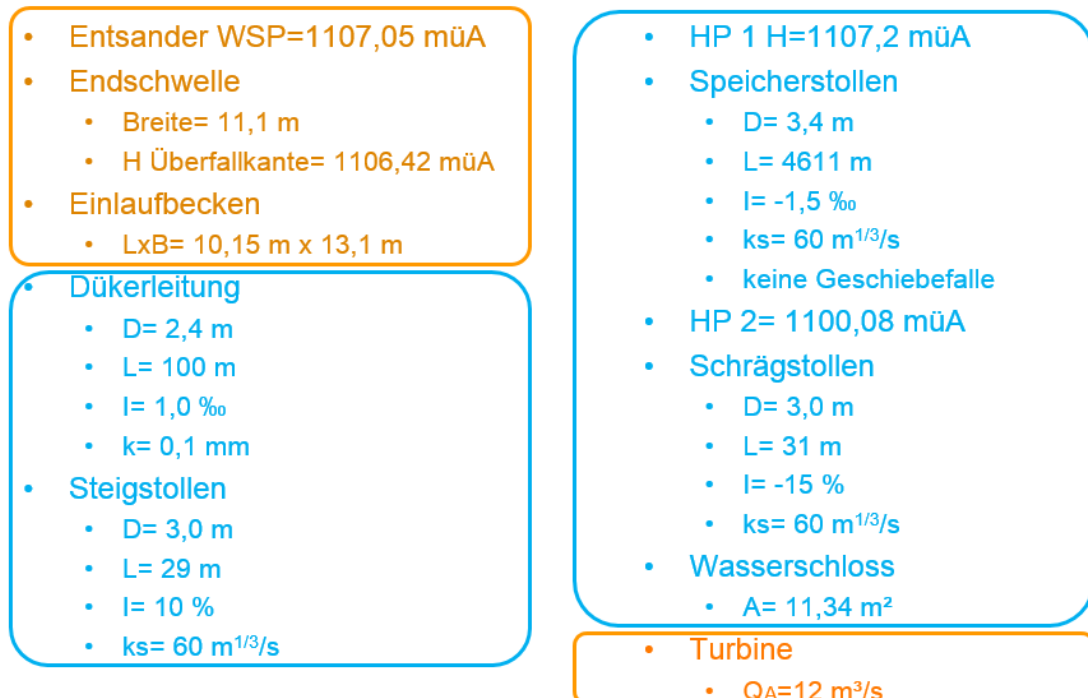 • Entsander WSP=1107,05 müA
• Endschwelle
• Breite= 11,1 m
• H Überfallkante= 1106,42 müA
• Einlaufbecken
• LxB= 10,15 m x 13,1 m
• Dükerleitung
• D= 2,4 m
• L= 100 m
• I= 1,0 ‰
• k= 0,1 mm
• Steigstollen
• D= 3,0 m
• L= 29 m
• I= 10 %
• ks= 60 m^1/3/s
• HP 1 H=1107,2 müA
• Speicherstollen
• D= 3,4 m
• L= 4611 m
• I= -1,5 ‰
• ks= 60 m^1/3/s
• keine Geschiebefalle
• HP 2= 1100,08 müA
• Schrägstollen
• D= 3,0 m
• L= 31 m
• I= -15 %
• ks= 60 m^1/3/s
• Wasserschloss
• A= 11,34 m²
• Turbine
• QA=12 m³/s